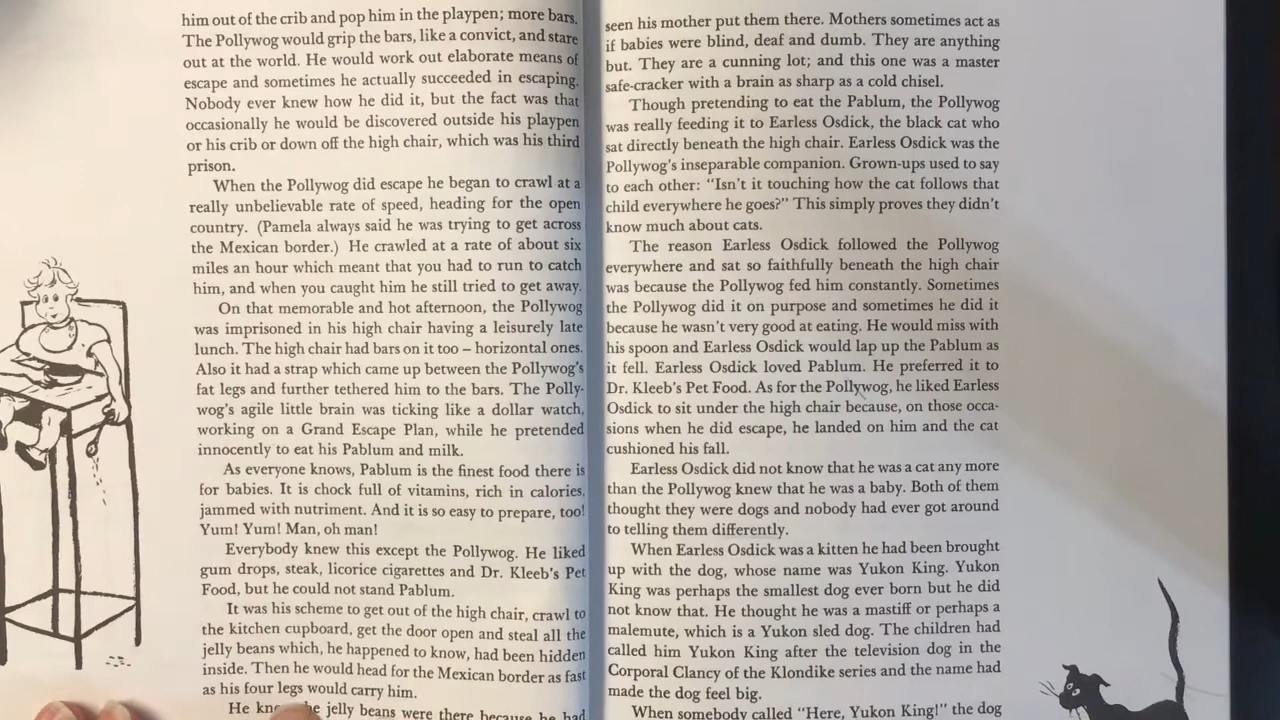 him out of the crib and pop him in the playpen; more bars.
The Pollywog would grip the bars, like a convict, and stare
out at the world. He would work out elaborate means of
escape and sometimes he actually succeeded in escaping.
Nobody ever knew how he did it, but the fact was that
occasionally he would be discovered outside his playpen
or his crib or down off the high chair, which was his third
prison.
When the Pollywog did escape he began to crawl at a
really unbelievable rate of speed, heading for the open
country. (Pamela always said he was trying to get across
the Mexican border.) He crawled at a rate of about six
miles an hour which meant that you had to run to catch
him, and when you caught him he still tried to get away.
On that memorable and hot afternoon, the Pollywog
was imprisoned in his high chair having a leisurely late
lunch. The high chair had bars on it too – horizontal ones.
Also it had a strap which came up between the Pollywog's
fat legs and further tethered him to the bars. The Polly-
wog's agile little brain was ticking like a dollar watch,
working on a Grand Escape Plan, while he pretended
innocently to eat his Pablum and milk.
As everyone knows, Pablum is the finest food there is
for babies. It is chock full of vitamins, rich in calories,
jammed with nutriment. And it is so easy to prepare, too!
Yum! Yum! Man, oh man!
Everybody knew this except the Pollywog. He liked
gum drops, steak, licorice cigarettes and Dr. Kleeb's Pet
Food, but he could not stand Pablum.
It was his scheme to get out of the high chair, crawl to
the kitchen cupboard, get the door open and steal all the
jelly beans which, he happened to know, had been hidden
inside. Then he would head for the Mexican border as fast
as his four legs would carry him.
He jelly beans were there because he had
seen his mother put them there. Mothers sometimes act as
if babies were blind, deaf and dumb. They are anything
but. They are a cunning lot; and this one was a master
safe-cracker with a brain as sharp as a cold chisel.
Though pretending to eat the Pablum, the Pollywog
was really feeding it to Earless Osdick, the black cat who
sat directly beneath the high chair. Earless Osdick was the
Pollywog's inseparable companion. Grown-ups used to say
to each other: "Isn't it touching how the cat follows that
child everywhere he goes?" This simply proves they didn't
know much about cats.
The reason Earless Osdick followed the Pollywog
everywhere and sat so faithfully beneath the high chair
was because the Pollywog fed him constantly. Sometimes
the Pollywog did it on purpose and sometimes he did it
because he wasn't very good at eating. He would miss with
his spoon and Earless Osdick would lap up the Pablum as
it fell. Earless Osdick loved Pablum. He preferred it to
Dr. Kleeb's Pet Food. As for the Pollywog, he liked Earless
Osdick to sit under the high chair because, on those occa-
sions when he did escape, he landed on him and the cat
cushioned his fall.
Earless Osdick did not know that he was a cat any more
than the Pollywog knew that he was a baby. Both of them
thought they were dogs and nobody had ever got around
to telling them differently.
When Earless Osdick was a kitten he had been brought
up with the dog, whose name was Yukon King. Yukon
King was perhaps the smallest dog ever born but he did
not know that. He thought he was a mastiff or perhaps a
malemute, which is a Yukon sled dog. The children had
called him Yukon King after the television dog in the
Corporal Clancy of the Klondike series and the name had
made the dog feel big.
When somebody called "Here, Yukon King!" the dog